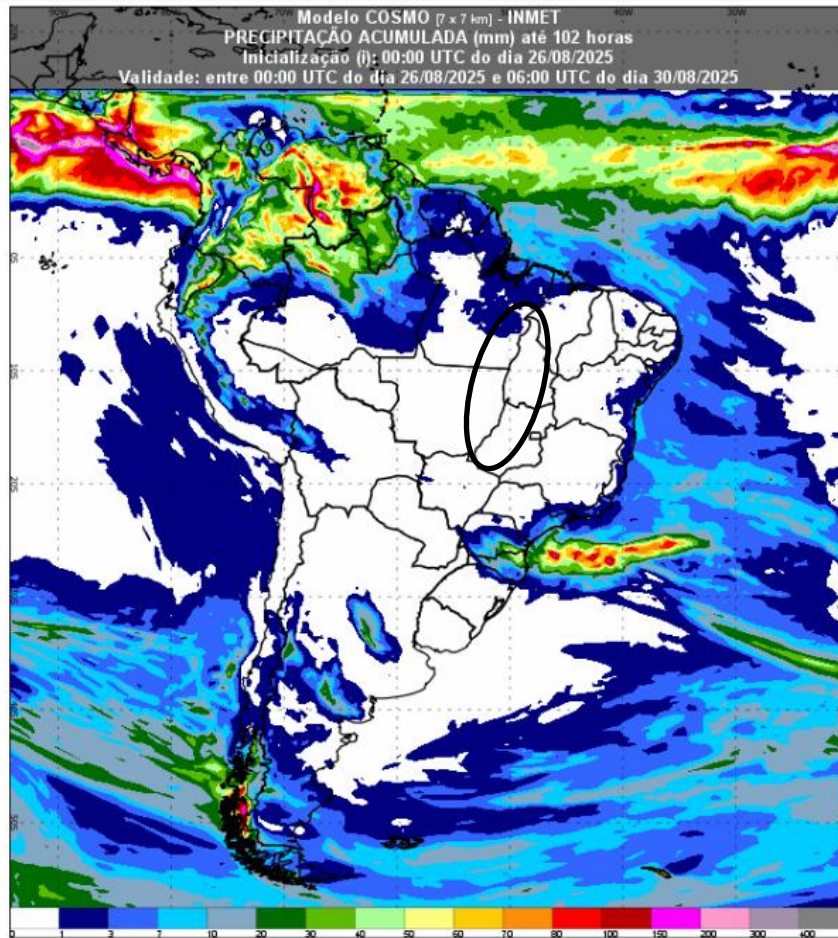 Modelo COSMO [7 x 7 km] - INMET
PRECIPITAÇÃO ACUMULADA (mm) até 102 horas
Inicialização (i): 00:00 UTC do dia 26/08/2025
Validade: entre 00:00 UTC do dia 26/08/2025 e 06:00 UTC do dia 30/08/2025
0 1 3 7 10 20 30 40 50 60 70 80 100 150 200 300 400